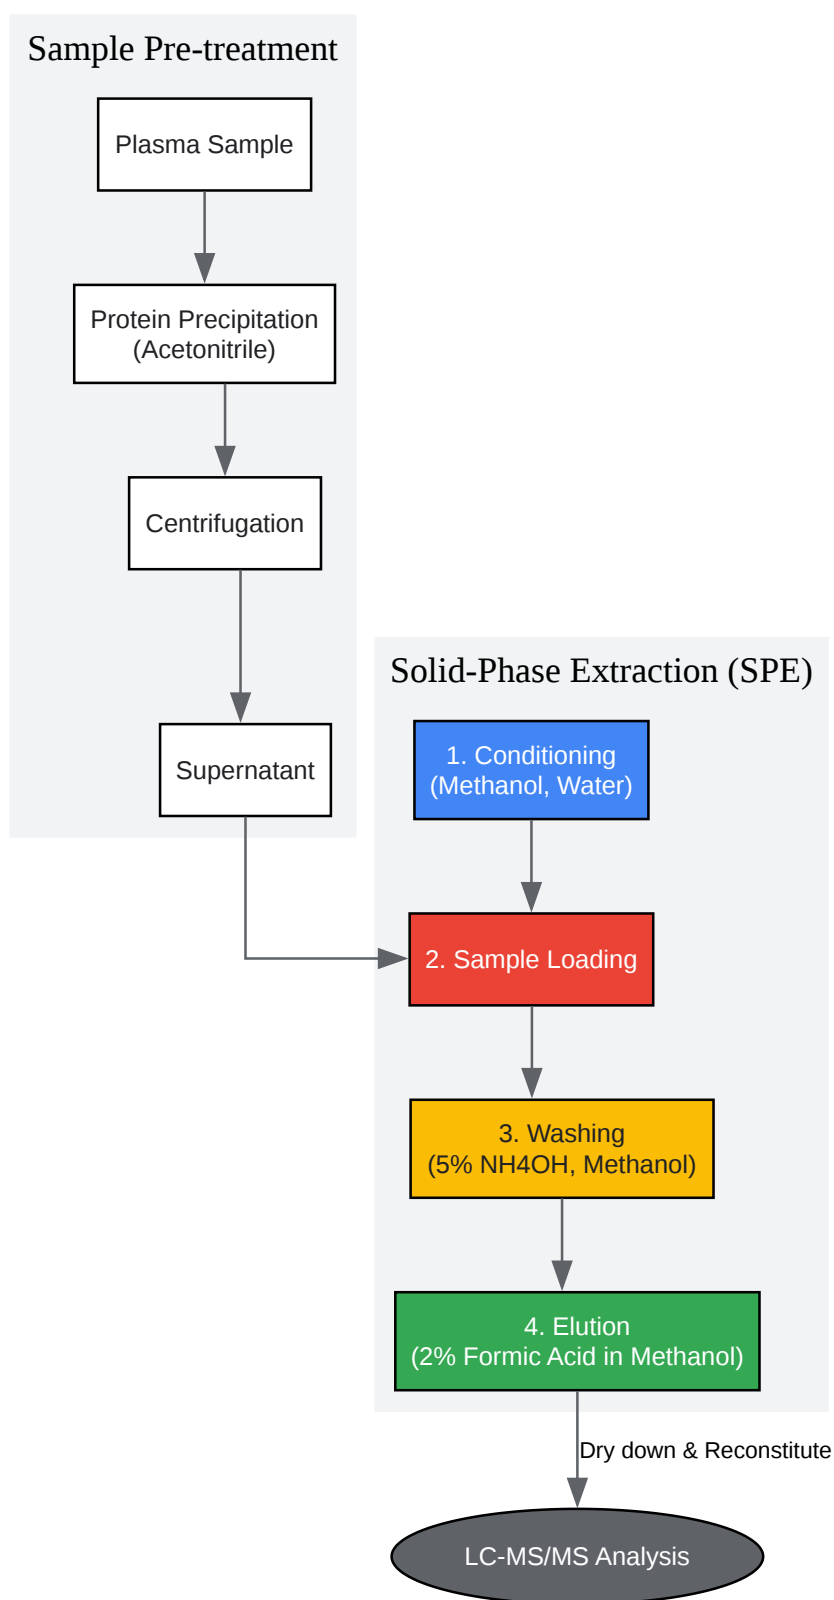 Sample Pre-treatment
Plasma Sample
Protein Precipitation
(Acetonitrile)
Centrifugation
Supernatant
Solid-Phase Extraction (SPE)
1. Conditioning
(Methanol, Water)
2. Sample Loading
3. Washing
(5% NH4OH, Methanol)
4. Elution
(2% Formic Acid in Methanol)
Dry down & Reconstitute
LC-MS/MS Analysis